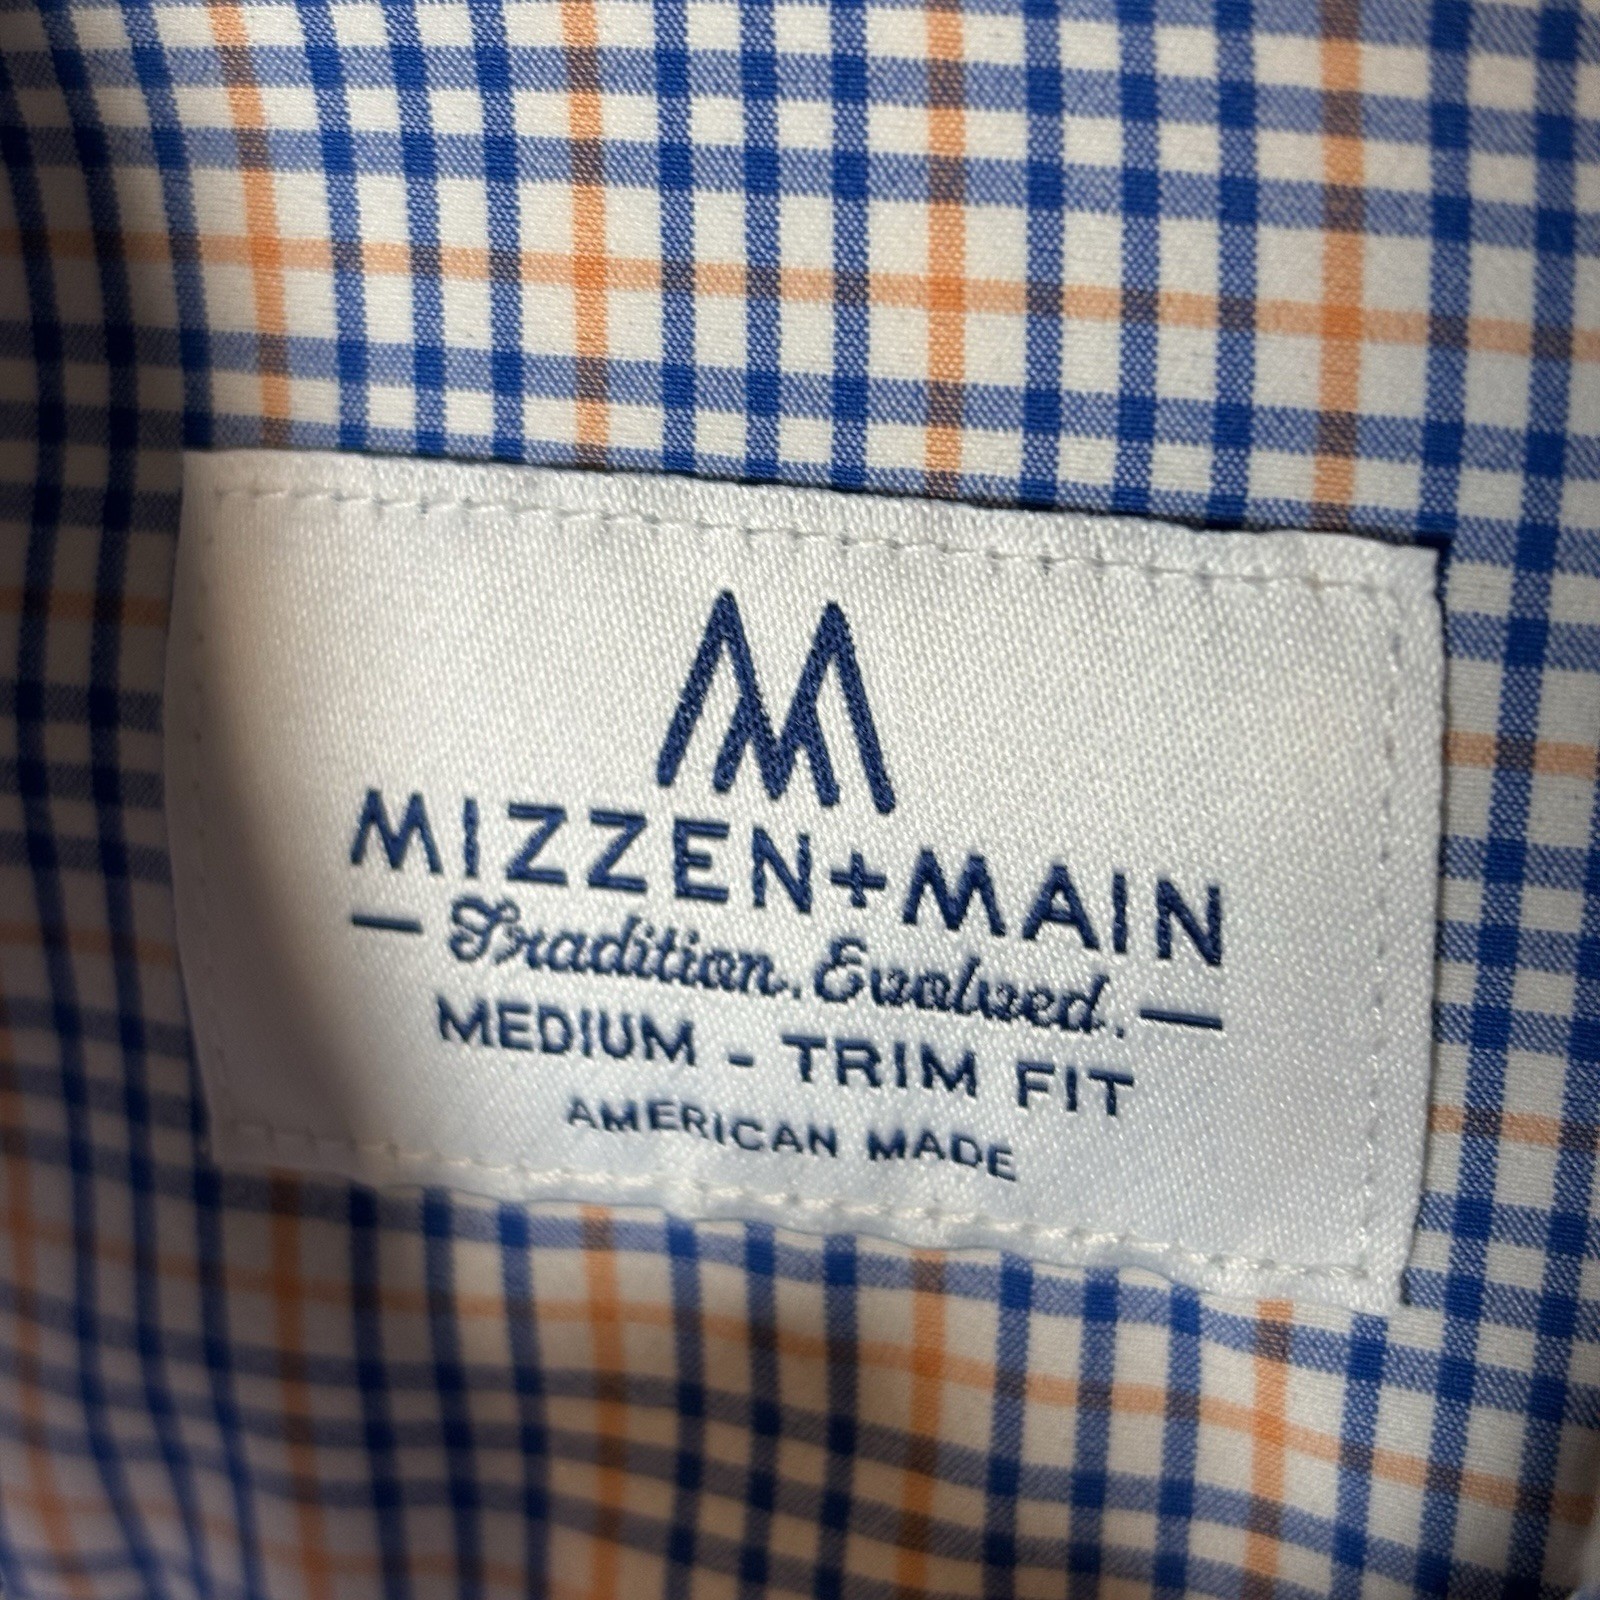 MIZZEN+MAIN
— Tradition. Evolved. —
MEDIUM - TRIM FIT
AMERICAN MADE